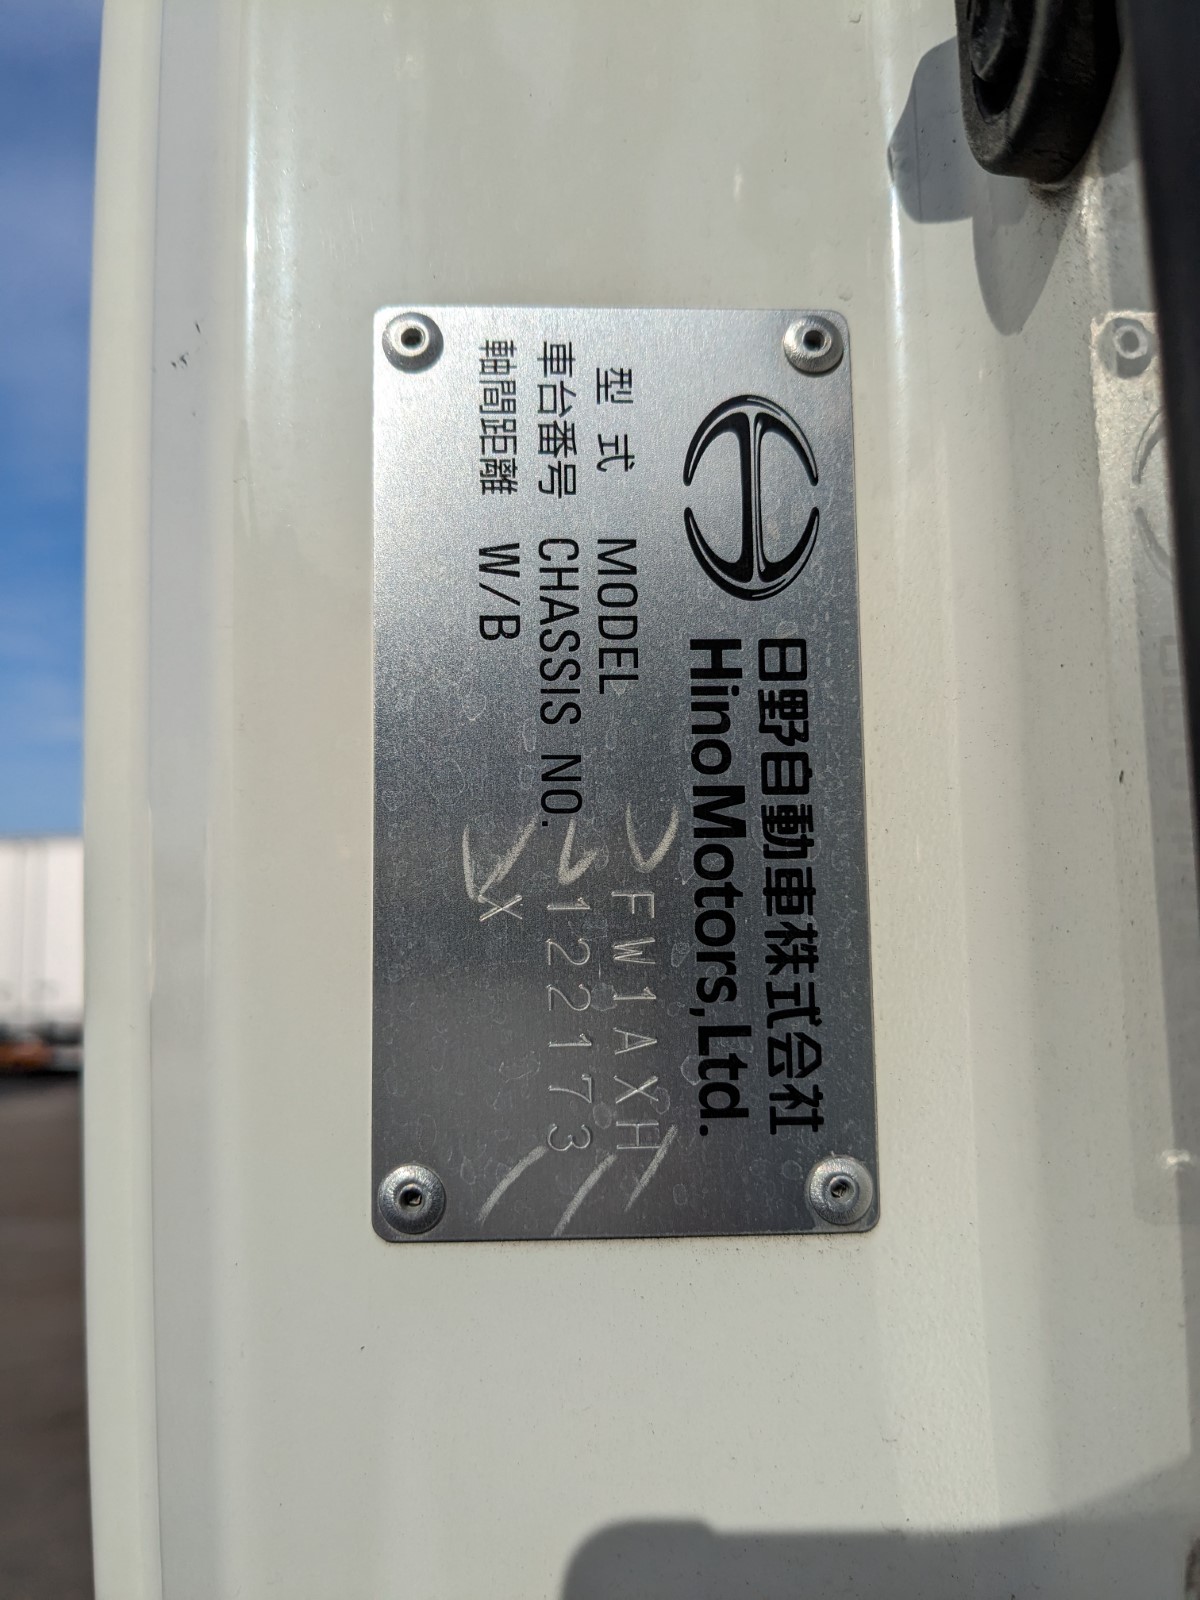 日野自動車株式会社
Hino Motors, Ltd.
型式 MODEL FW1AXH
車台番号 CHASSIS NO. 122173
軸間距離 W/B X